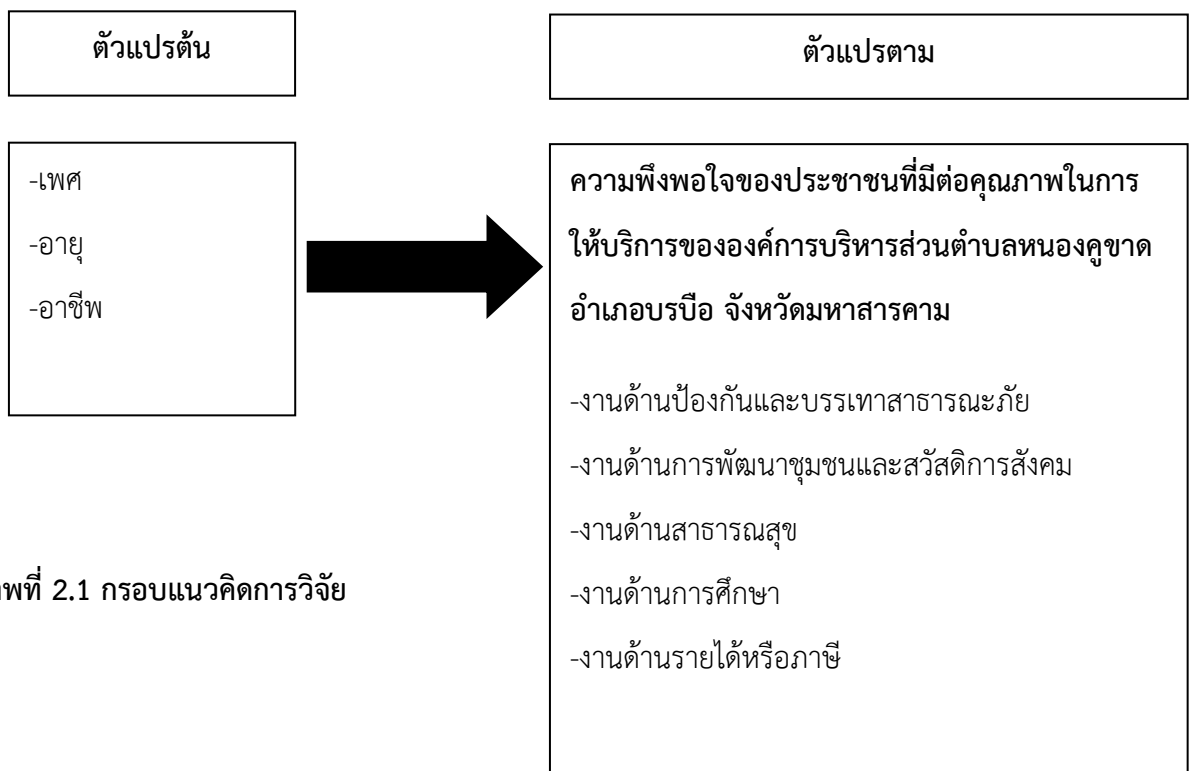 ตัวแปรต้น
ตัวแปรตาม
-เพศ
-อายุ
-อาชีพ
ความพึงพอใจของประชาชนที่มีต่อคุณภาพในการ
ให้บริการขององค์การบริหารส่วนตำบลหนองคูขาด
อำเภอบรบือ จังหวัดมหาสารคาม
-งานด้านป้องกันและบรรเทาสาธารณะภัย
-งานด้านการพัฒนาชุมชนและสวัสดิการสังคม
-งานด้านสาธารณสุข
-งานด้านการศึกษา
-งานด้านรายได้หรือภาษี
พที่ 2.1 กรอบแนวคิดการวิจัย